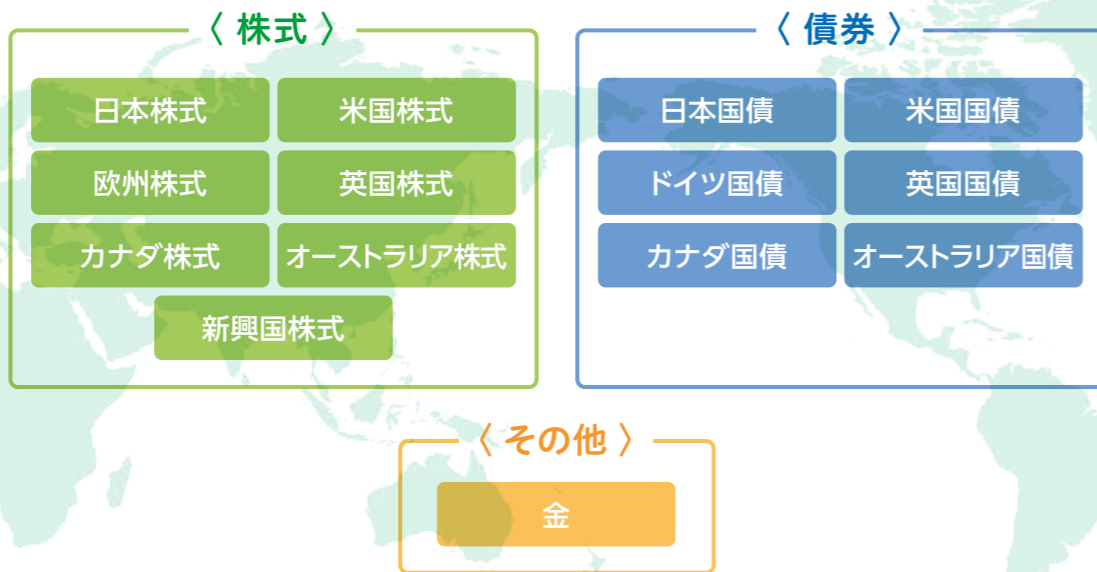 〈 株式 〉
日本株式 米国株式
欧州株式 英国株式
カナダ株式 オーストラリア株式
新興国株式
〈 債券 〉
日本国債 米国国債
ドイツ国債 英国国債
カナダ国債 オーストラリア国債
〈 その他 〉
金